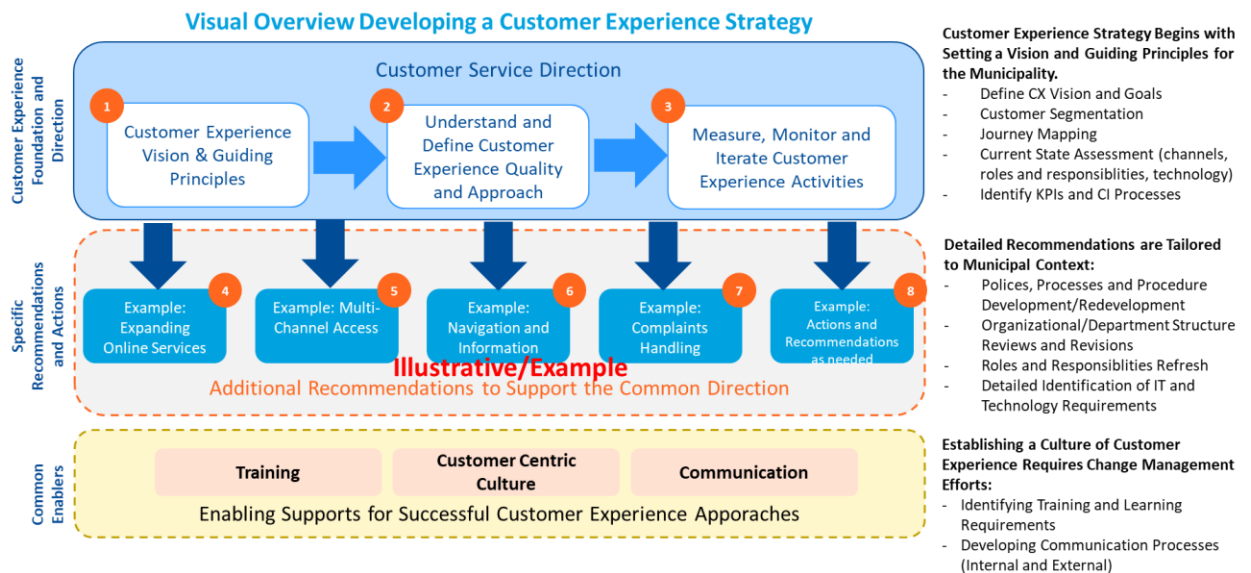 Visual Overview Developing a Customer Experience Strategy
Customer Experience
Foundation and
Direction
Customer Service Direction
1
Customer Experience
Vision & Guiding
Principles
2
Understand and
Define Customer
Experience Quality
and Approach
3
Measure, Monitor and
Iterate Customer
Experience Activities
Customer Experience Strategy Begins with
Setting a Vision and Guiding Principles for
the Municipality.
- Define CX Vision and Goals
- Customer Segmentation
- Journey Mapping
- Current State Assessment (channels,
roles and responsiblities, technology)
- Identify KPIs and CI Processes
Specific
Recommendations
and Actions
4
Example:
Expanding
Online Services
5
Example: Multi-
Channel Access
6
Example:
Navigation and
Information
7
Example:
Complaints
Handling
8
Example:
Actions and
Recommendations
as needed
Illustrative/Example
Additional Recommendations to Support the Common Direction
Detailed Recommendations are Tailored
to Municipal Context:
- Polices, Processes and Procedure
Development/Redevelopment
- Organizational/Department Structure
Reviews and Revisions
- Roles and Responsiblities Refresh
- Detailed Identification of IT and
Technology Requirements
Common
Enablers
Training
Customer Centric
Culture
Communication
Enabling Supports for Successful Customer Experience Apporaches
Establishing a Culture of Customer
Experience Requires Change Management
Efforts:
- Identifying Training and Learning
Requirements
- Developing Communication Processes
(Internal and External)